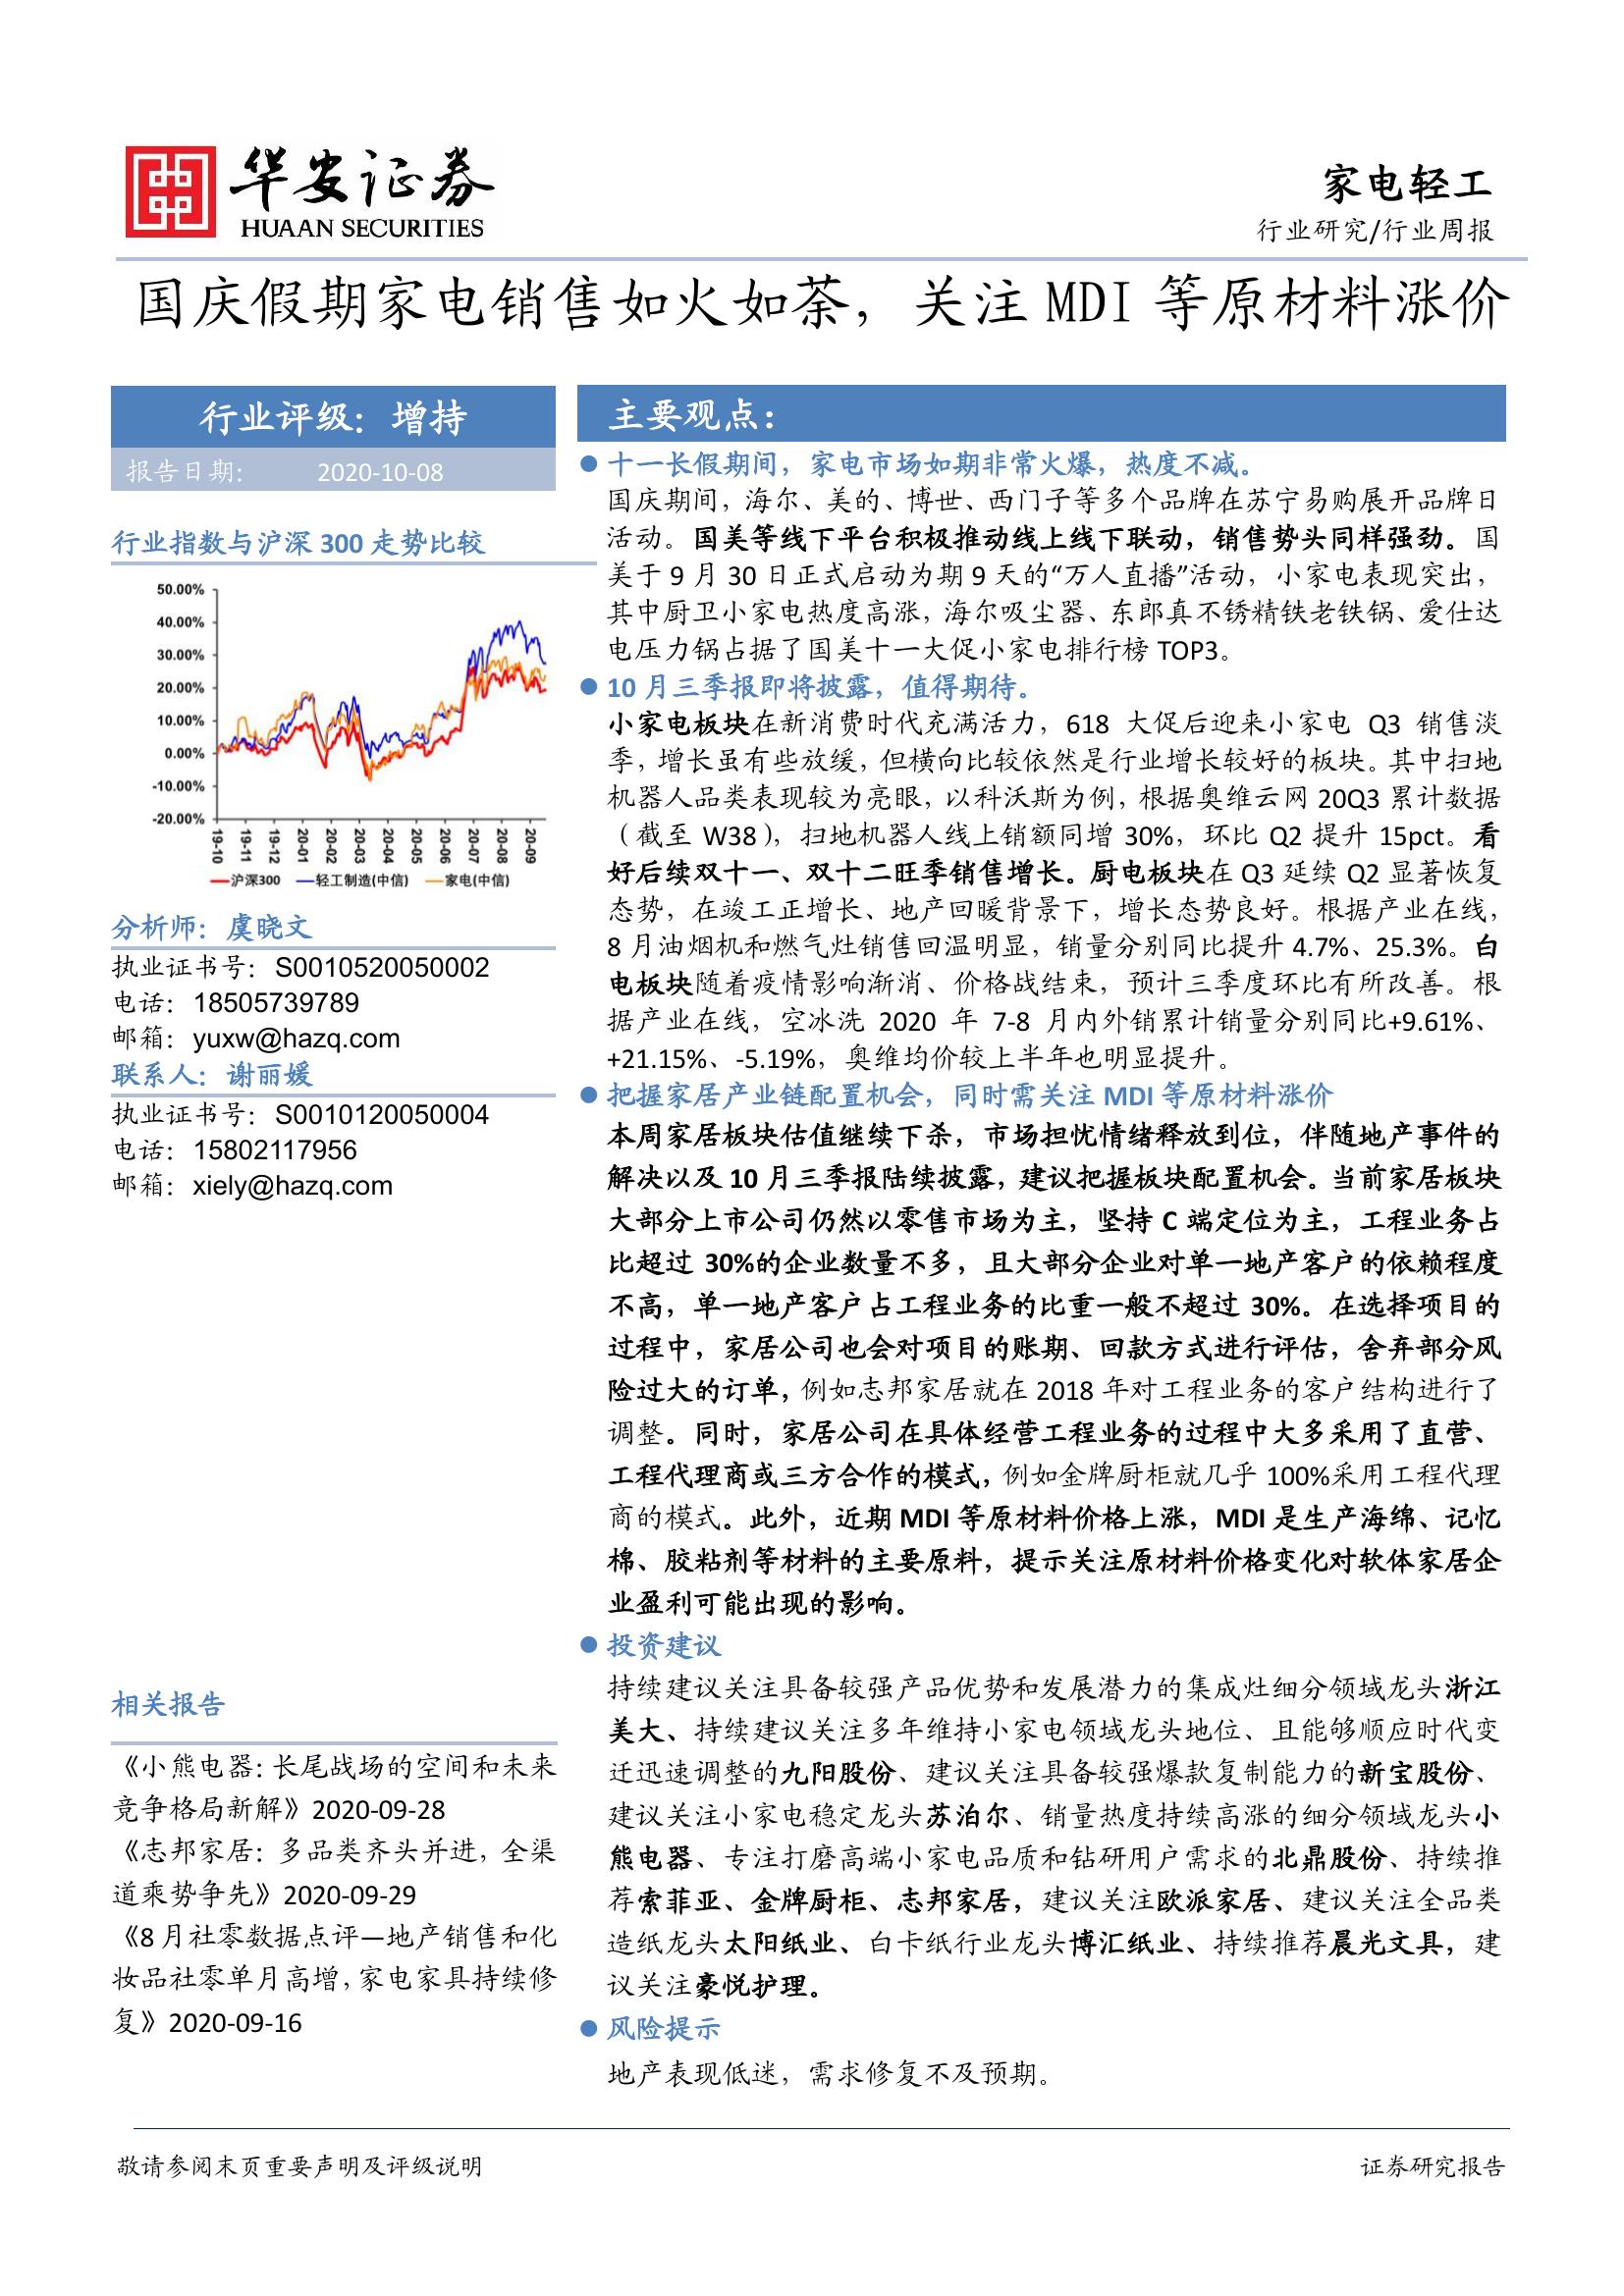 华安证券
HUAAN SECURITIES
家电轻工
行业研究/行业周报
国庆假期家电销售如火如荼，关注 MDI 等原材料涨价
行业评级：增持
报告日期： 2020-10-08
行业指数与沪深 300 走势比较
50.00%
40.00%
30.00%
20.00%
10.00%
0.00%
-10.00%
-20.00%
19-10
19-11
19-12
20-01
20-02
20-03
20-04
20-05
20-06
20-07
20-08
20-09
沪深300 轻工制造(中信) 家电(中信)
分析师：虞晓文
执业证书号：S0010520050002
电话：18505739789
邮箱：yuxw@hazq.com
联系人：谢丽媛
执业证书号：S0010120050004
电话：15802117956
邮箱：xiely@hazq.com
相关报告
《小熊电器：长尾战场的空间和未来
竞争格局新解》2020-09-28
《志邦家居：多品类齐头并进，全渠
道乘势争先》2020-09-29
《8 月社零数据点评—地产销售和化
妆品社零单月高增，家电家具持续修
复》2020-09-16
主要观点：
● 十一长假期间，家电市场如期非常火爆，热度不减。
国庆期间，海尔、美的、博世、西门子等多个品牌在苏宁易购展开品牌日
活动。国美等线下平台积极推动线上线下联动，销售势头同样强劲。国
美于 9 月 30 日正式启动为期 9 天的“万人直播”活动，小家电表现突出，
其中厨卫小家电热度高涨，海尔吸尘器、东郎真不锈精铁老铁锅、爱仕达
电压力锅占据了国美十一大促小家电排行榜 TOP3。
● 10 月三季报即将披露，值得期待。
小家电板块在新消费时代充满活力，618 大促后迎来小家电 Q3 销售淡
季，增长虽有些放缓，但横向比较依然是行业增长较好的板块。其中扫地
机器人品类表现较为亮眼，以科沃斯为例，根据奥维云网 20Q3 累计数据
（截至 W38），扫地机器人线上销额同增 30%，环比 Q2 提升 15pct。看
好后续双十一、双十二旺季销售增长。厨电板块在 Q3 延续 Q2 显著恢复
态势，在竣工正增长、地产回暖背景下，增长态势良好。根据产业在线，
8 月油烟机和燃气灶销售回温明显，销量分别同比提升 4.7%、25.3%。白
电板块随着疫情影响渐消、价格战结束，预计三季度环比有所改善。根
据产业在线，空冰洗 2020 年 7-8 月内外销累计销量分别同比+9.61%、
+21.15%、-5.19%，奥维均价较上半年也明显提升。
● 把握家居产业链配置机会，同时需关注 MDI 等原材料涨价
本周家居板块估值继续下杀，市场担忧情绪释放到位，伴随地产事件的
解决以及 10 月三季报陆续披露，建议把握板块配置机会。当前家居板块
大部分上市公司仍然以零售市场为主，坚持 C 端定位为主，工程业务占
比超过 30%的企业数量不多，且大部分企业对单一地产客户的依赖程度
不高，单一地产客户占工程业务的比重一般不超过 30%。在选择项目的
过程中，家居公司也会对项目的账期、回款方式进行评估，舍弃部分风
险过大的订单，例如志邦家居就在 2018 年对工程业务的客户结构进行了
调整。同时，家居公司在具体经营工程业务的过程中大多采用了直营、
工程代理商或三方合作的模式，例如金牌厨柜就几乎 100%采用工程代理
商的模式。此外，近期 MDI 等原材料价格上涨，MDI 是生产海绵、记忆
棉、胶粘剂等材料的主要原料，提示关注原材料价格变化对软体家居企
业盈利可能出现的影响。
● 投资建议
持续建议关注具备较强产品优势和发展潜力的集成灶细分领域龙头浙江
美大、持续建议关注多年维持小家电领域龙头地位、且能够顺应时代变
迁迅速调整的九阳股份、建议关注具备较强爆款复制能力的新宝股份、
建议关注小家电稳定龙头苏泊尔、销量热度持续高涨的细分领域龙头小
熊电器、专注打磨高端小家电品质和钻研用户需求的北鼎股份、持续推
荐索菲亚、金牌厨柜、志邦家居，建议关注欧派家居、建议关注全品类
造纸龙头太阳纸业、白卡纸行业龙头博汇纸业、持续推荐晨光文具，建
议关注豪悦护理。
● 风险提示
地产表现低迷，需求修复不及预期。
敬请参阅末页重要声明及评级说明
证券研究报告